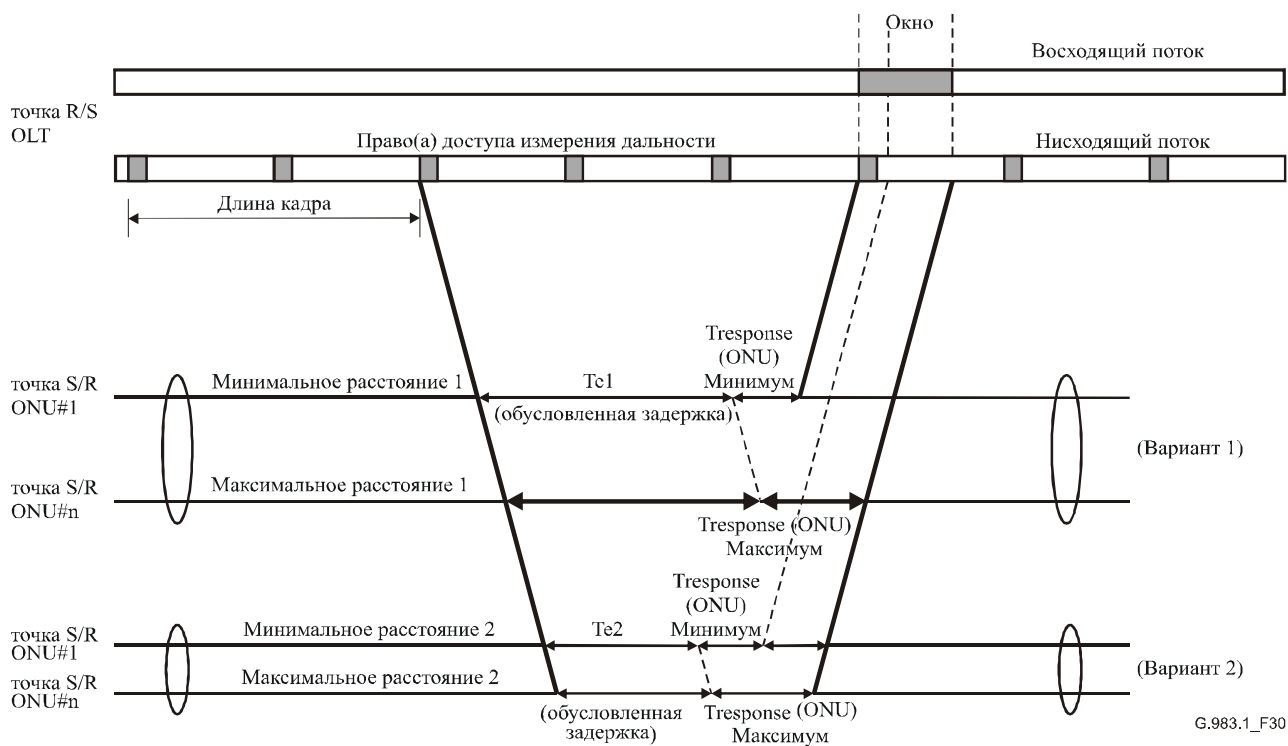 Окно
Восходящий поток
точка R/S
OLT
Право(а) доступа измерения дальности
Нисходящий поток
Длина кадра
Tresponse
(ONU)
Минимум
точка S/R
ONU#1
Минимальное расстояние 1
Te1
(обусловленная задержка)
(Вариант 1)
точка S/R
ONU#n
Максимальное расстояние 1
Tresponse (ONU)
Максимум
Tresponse
(ONU)
Минимум
точка S/R
ONU#1
Минимальное расстояние 2
Te2
(Вариант 2)
точка S/R
ONU#n
Максимальное расстояние 2
(обусловленная
задержка)
Tresponse (ONU)
Максимум
G.983.1_F30